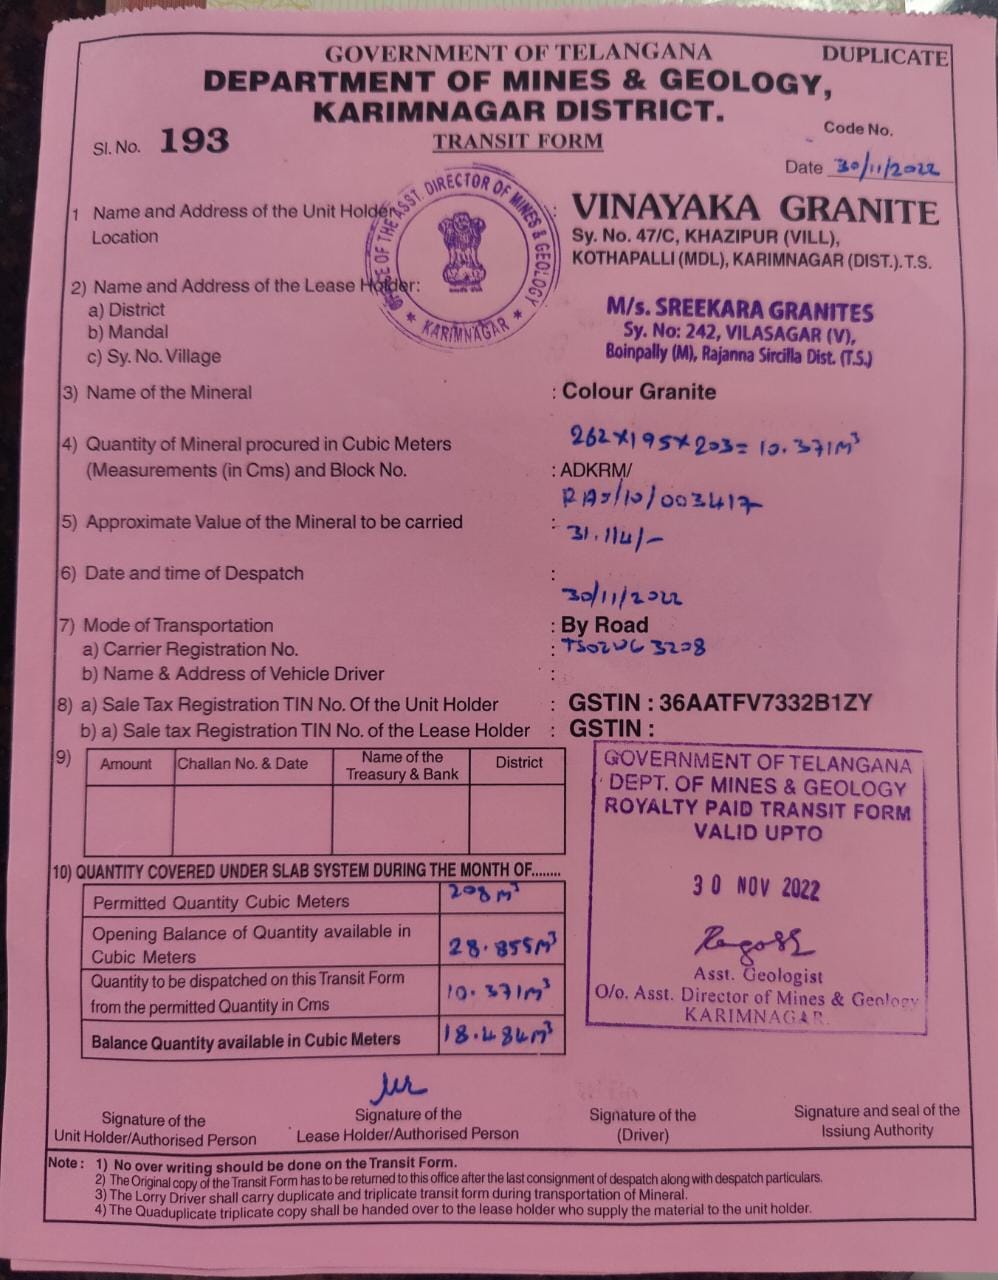 GOVERNMENT OF TELANGANA DUPLICATE
DEPARTMENT OF MINES & GEOLOGY,
KARIMNAGAR DISTRICT.
Sl. No. 193 TRANSIT FORM Code No.
Date 30/11/2022
1 Name and Address of the Unit Holder : VINAYAKA GRANITE
Location Sy. No. 47/C, KHAZIPUR (VILL),
KOTHAPALLI (MDL), KARIMNAGAR (DIST.).T.S.
ASST. DIRECTOR OF MINES & GEOLOGY
* KARIMNAGAR *
2) Name and Address of the Lease Holder:
a) District M/s. SREEKARA GRANITES
b) Mandal Sy. No: 242, VILASAGAR (V),
c) Sy. No. Village Boinpally (M), Rajanna Sircilla Dist. (T.S.)
3) Name of the Mineral : Colour Granite
4) Quantity of Mineral procured in Cubic Meters 262×195×203= 10.371M³
(Measurements (in Cms) and Block No. : ADKRM/
RAJ/10/003417
5) Approximate Value of the Mineral to be carried : 31.114/-
6) Date and time of Despatch :
30/11/2022
7) Mode of Transportation : By Road
a) Carrier Registration No. : TS02UC 3208
b) Name & Address of Vehicle Driver :
8) a) Sale Tax Registration TIN No. Of the Unit Holder : GSTIN : 36AATFV7332B1ZY
b) a) Sale tax Registration TIN No. of the Lease Holder : GSTIN :
9) Amount Challan No. & Date Name of the Treasury & Bank District
GOVERNMENT OF TELANGANA
DEPT. OF MINES & GEOLOGY
ROYALTY PAID TRANSIT FORM
VALID UPTO
30 NOV 2022
Asst. Geologist
O/o. Asst. Director of Mines & Geology
KARIMNAGAR.
10) QUANTITY COVERED UNDER SLAB SYSTEM DURING THE MONTH OF........
Permitted Quantity Cubic Meters 208 M³
Opening Balance of Quantity available in
Cubic Meters 28.855M³
Quantity to be dispatched on this Transit Form
from the permitted Quantity in Cms 10.371M³
Balance Quantity available in Cubic Meters 18.484M³
Signature of the Unit Holder/Authorised Person
Signature of the Lease Holder/Authorised Person
Signature of the (Driver)
Signature and seal of the Issiung Authority
Note : 1) No over writing should be done on the Transit Form.
2) The Original copy of the Transit Form has to be returned to this office after the last consignment of despatch along with despatch particulars.
3) The Lorry Driver shall carry duplicate and triplicate transit form during transportation of Mineral.
4) The Quaduplicate triplicate copy shall be handed over to the lease holder who supply the material to the unit holder.